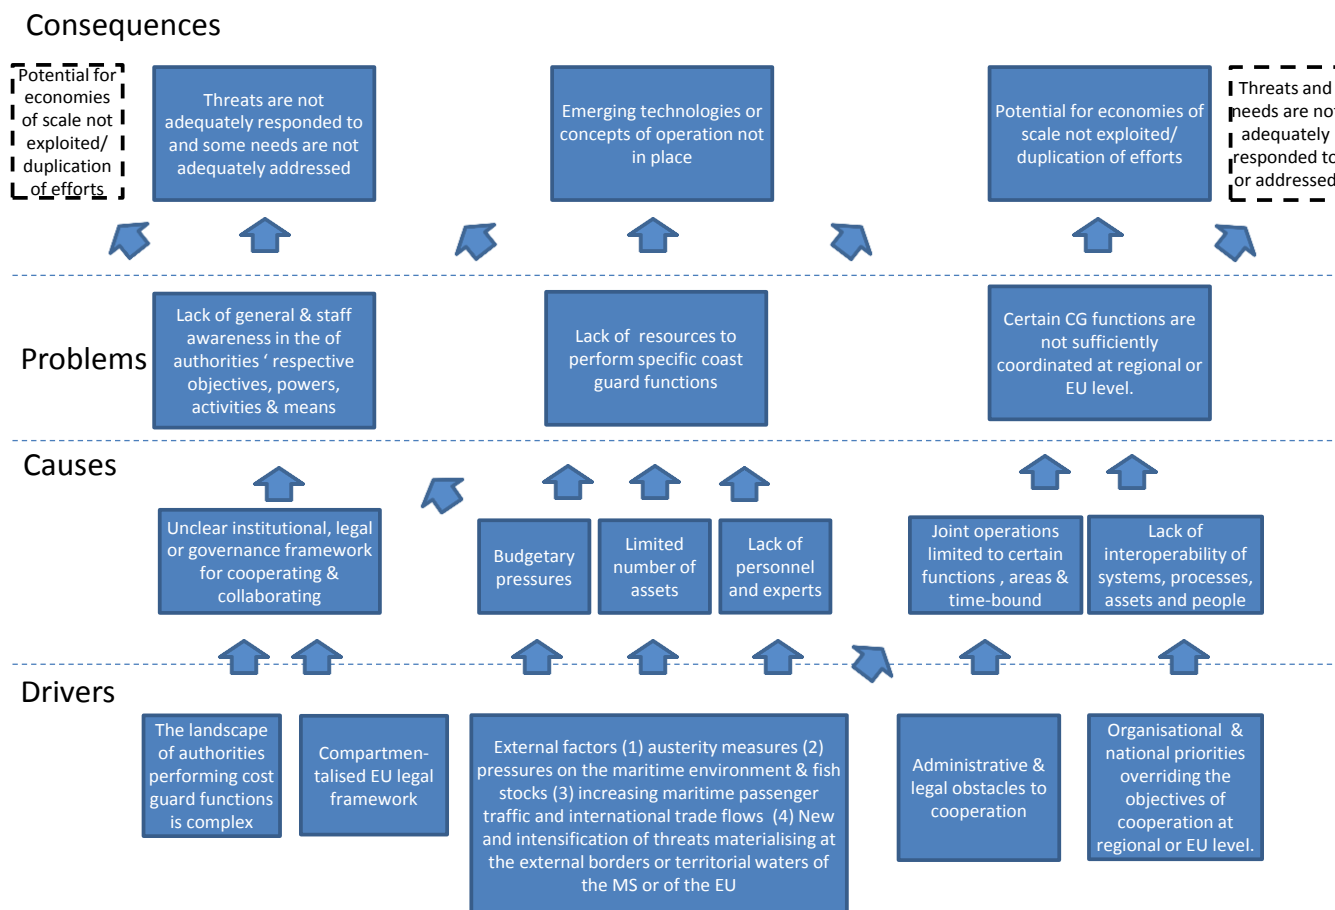 Consequences
Potential for
economies
of scale not
exploited/
duplication
of efforts
Threats are not
adequately responded to
and some needs are not
adequately addressed
Emerging technologies or
concepts of operation not
in place
Potential for economies of
scale not exploited/
duplication of efforts
Threats and
needs are not
adequately
responded to
or addressed
Problems
Lack of general & staff
awareness in the of
authorities ‘ respective
objectives, powers,
activities & means
Lack of  resources to
perform specific coast
guard functions
Certain CG functions are
not sufficiently
coordinated at regional or
EU level.
Causes
Unclear institutional, legal
or governance framework
for cooperating &
collaborating
Budgetary
pressures
Limited
number of
assets
Lack of
personnel
and experts
Joint operations
limited to certain
functions , areas &
time-bound
Lack of
interoperability of
systems, processes,
assets and people
Drivers
The landscape
of authorities
performing cost
guard functions
is complex
Compartmen-
talised EU legal
framework
External factors (1) austerity measures (2)
pressures on the maritime environment & fish
stocks (3) increasing maritime passenger
traffic and international trade flows  (4) New
and intensification of threats materialising at
the external borders or territorial waters of
the MS or of the EU
Administrative &
legal obstacles to
cooperation
Organisational  &
national priorities
overriding the
objectives of
cooperation at
regional or EU level.